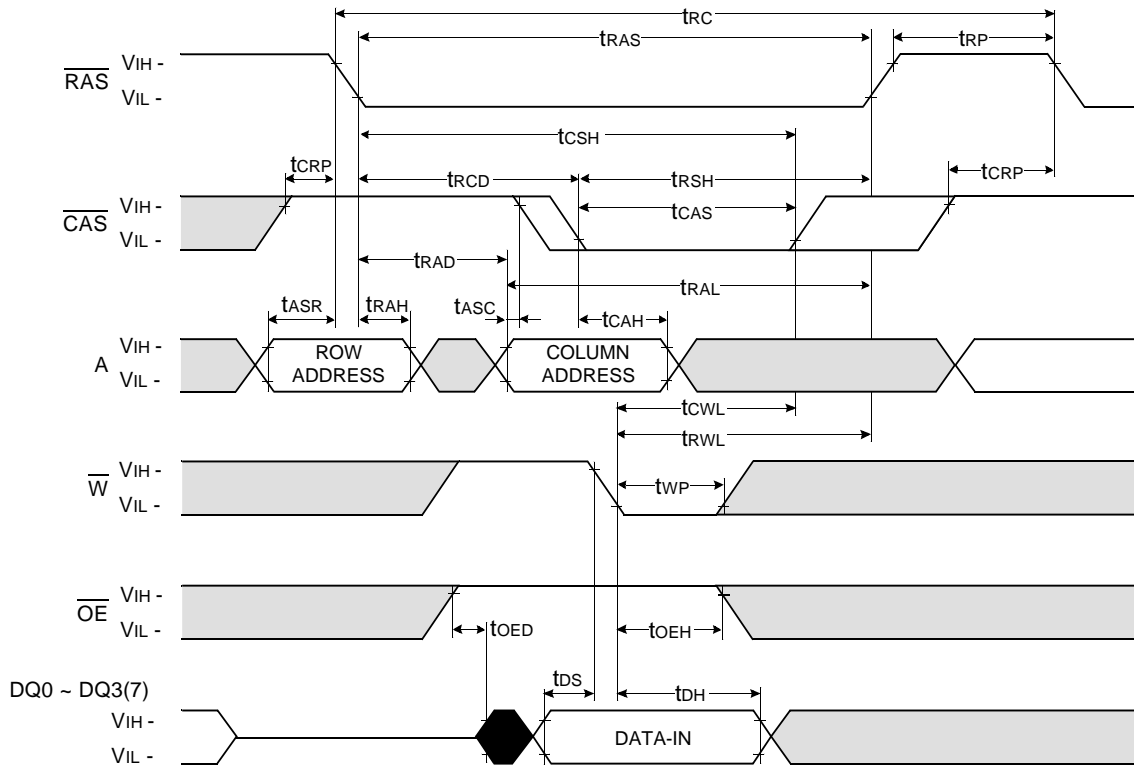 tRC
tRAS
tRP
RAS
VIH -
VIL -
tCSH
tCRP
tRCD
tRSH
tCRP
CAS
VIH -
VIL -
tCAS
tRAD
tRAL
tASR
tRAH
tASC
tCAH
A
VIH -
VIL -
ROW
ADDRESS
COLUMN
ADDRESS
tCWL
tRWL
W
VIH -
VIL -
tWP
OE
VIH -
VIL -
tOED
tOEH
DQ0 ~ DQ3(7)
tDS
tDH
VIH -
VIL -
DATA-IN